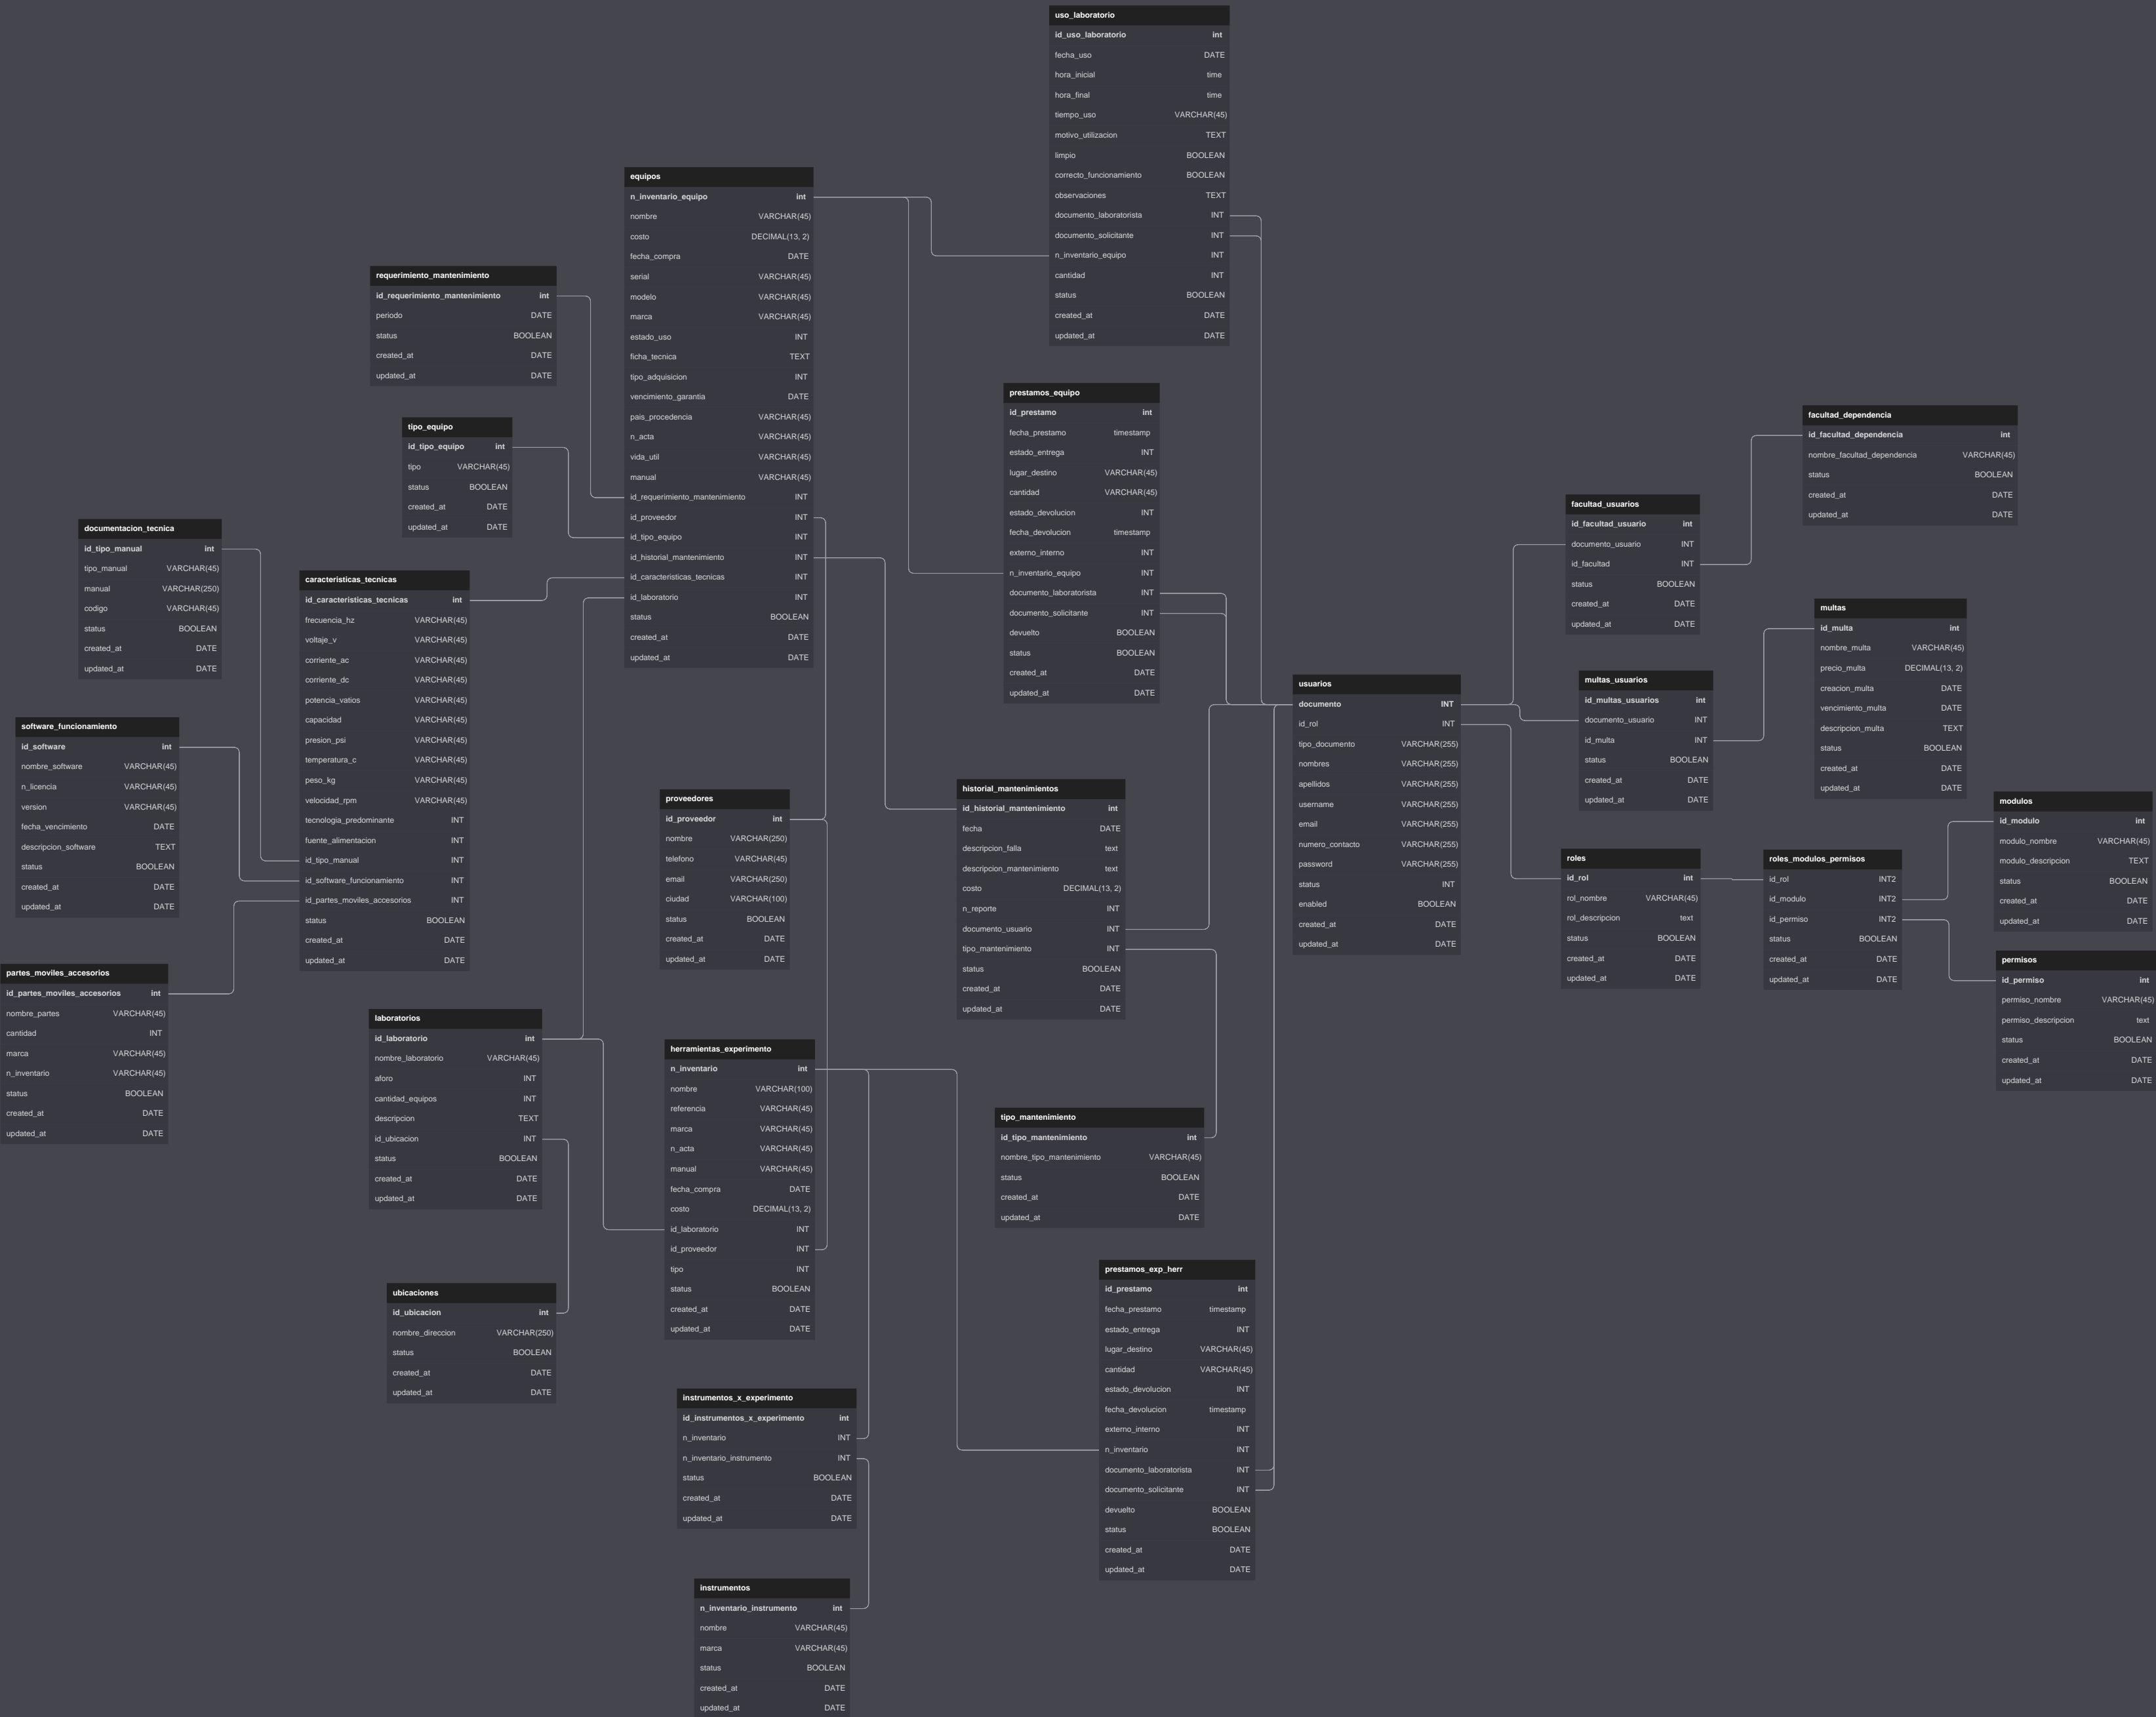 uso_laboratorio
id_uso_laboratorio int
fecha_uso DATE
hora_inicial time
hora_final time
tiempo_uso VARCHAR(45)
motivo_utilizacion TEXT
limpio BOOLEAN
correcto_funcionamiento BOOLEAN
observaciones TEXT
documento_laboratorista INT
documento_solicitante INT
n_inventario_equipo INT
cantidad INT
status BOOLEAN
created_at DATE
updated_at DATE
equipos
n_inventario_equipo int
nombre VARCHAR(45)
costo DECIMAL(13, 2)
fecha_compra DATE
serial VARCHAR(45)
modelo VARCHAR(45)
marca VARCHAR(45)
estado_uso INT
ficha_tecnica TEXT
tipo_adquisicion INT
vencimiento_garantia DATE
pais_procedencia VARCHAR(45)
n_acta VARCHAR(45)
vida_util VARCHAR(45)
manual VARCHAR(45)
id_requerimiento_mantenimiento INT
id_proveedor INT
id_tipo_equipo INT
id_historial_mantenimiento INT
id_caracteristicas_tecnicas INT
id_laboratorio INT
status BOOLEAN
created_at DATE
updated_at DATE
requerimiento_mantenimiento
id_requerimiento_mantenimiento int
periodo DATE
status BOOLEAN
created_at DATE
updated_at DATE
prestamos_equipo
id_prestamo int
fecha_prestamo timestamp
estado_entrega INT
lugar_destino VARCHAR(45)
cantidad VARCHAR(45)
estado_devolucion INT
fecha_devolucion timestamp
externo_interno INT
n_inventario_equipo INT
documento_laboratorista INT
documento_solicitante INT
devuelto BOOLEAN
status BOOLEAN
created_at DATE
updated_at DATE
facultad_dependencia
id_facultad_dependencia int
nombre_facultad_dependencia VARCHAR(45)
status BOOLEAN
created_at DATE
updated_at DATE
tipo_equipo
id_tipo_equipo int
tipo VARCHAR(45)
status BOOLEAN
created_at DATE
updated_at DATE
facultad_usuarios
id_facultad_usuario int
documento_usuario INT
id_facultad INT
status BOOLEAN
created_at DATE
updated_at DATE
documentacion_tecnica
id_tipo_manual int
tipo_manual VARCHAR(45)
manual VARCHAR(250)
codigo VARCHAR(45)
status BOOLEAN
created_at DATE
updated_at DATE
caracteristicas_tecnicas
id_caracteristicas_tecnicas int
frecuencia_hz VARCHAR(45)
voltaje_v VARCHAR(45)
corriente_ac VARCHAR(45)
corriente_dc VARCHAR(45)
potencia_vatios VARCHAR(45)
capacidad VARCHAR(45)
presion_psi VARCHAR(45)
temperatura_c VARCHAR(45)
peso_kg VARCHAR(45)
velocidad_rpm VARCHAR(45)
tecnologia_predominante INT
fuente_alimentacion INT
id_tipo_manual INT
id_software_funcionamiento INT
id_partes_moviles_accesorios INT
status BOOLEAN
created_at DATE
updated_at DATE
multas
id_multa int
nombre_multa VARCHAR(45)
precio_multa DECIMAL(13, 2)
creacion_multa DATE
vencimiento_multa DATE
descripcion_multa TEXT
status BOOLEAN
created_at DATE
updated_at DATE
multas_usuarios
id_multas_usuarios int
documento_usuario INT
id_multa INT
status BOOLEAN
created_at DATE
updated_at DATE
usuarios
documento INT
id_rol INT
tipo_documento VARCHAR(255)
nombres VARCHAR(255)
apellidos VARCHAR(255)
username VARCHAR(255)
email VARCHAR(255)
numero_contacto VARCHAR(255)
password VARCHAR(255)
status INT
enabled BOOLEAN
created_at DATE
updated_at DATE
software_funcionamiento
id_software int
nombre_software VARCHAR(45)
n_licencia VARCHAR(45)
version VARCHAR(45)
fecha_vencimiento DATE
descripcion_software TEXT
status BOOLEAN
created_at DATE
updated_at DATE
historial_mantenimientos
id_historial_mantenimiento int
fecha DATE
descripcion_falla text
descripcion_mantenimiento text
costo DECIMAL(13, 2)
n_reporte INT
documento_usuario INT
tipo_mantenimiento INT
status BOOLEAN
created_at DATE
updated_at DATE
proveedores
id_proveedor int
nombre VARCHAR(250)
telefono VARCHAR(45)
email VARCHAR(250)
ciudad VARCHAR(100)
status BOOLEAN
created_at DATE
updated_at DATE
modulos
id_modulo int
modulo_nombre VARCHAR(45)
modulo_descripcion TEXT
status BOOLEAN
created_at DATE
updated_at DATE
roles
id_rol int
rol_nombre VARCHAR(45)
rol_descripcion text
status BOOLEAN
created_at DATE
updated_at DATE
roles_modulos_permisos
id_rol INT2
id_modulo INT2
id_permiso INT2
status BOOLEAN
created_at DATE
updated_at DATE
permisos
id_permiso int
permiso_nombre VARCHAR(45)
permiso_descripcion text
status BOOLEAN
created_at DATE
updated_at DATE
partes_moviles_accesorios
id_partes_moviles_accesorios int
nombre_partes VARCHAR(45)
cantidad INT
marca VARCHAR(45)
n_inventario VARCHAR(45)
status BOOLEAN
created_at DATE
updated_at DATE
laboratorios
id_laboratorio int
nombre_laboratorio VARCHAR(45)
aforo INT
cantidad_equipos INT
descripcion TEXT
id_ubicacion INT
status BOOLEAN
created_at DATE
updated_at DATE
herramientas_experimento
n_inventario int
nombre VARCHAR(100)
referencia VARCHAR(45)
marca VARCHAR(45)
n_acta VARCHAR(45)
manual VARCHAR(45)
fecha_compra DATE
costo DECIMAL(13, 2)
id_laboratorio INT
id_proveedor INT
tipo INT
status BOOLEAN
created_at DATE
updated_at DATE
tipo_mantenimiento
id_tipo_mantenimiento int
nombre_tipo_mantenimiento VARCHAR(45)
status BOOLEAN
created_at DATE
updated_at DATE
prestamos_exp_herr
id_prestamo int
fecha_prestamo timestamp
estado_entrega INT
lugar_destino VARCHAR(45)
cantidad VARCHAR(45)
estado_devolucion INT
fecha_devolucion timestamp
externo_interno INT
n_inventario INT
documento_laboratorista INT
documento_solicitante INT
devuelto BOOLEAN
status BOOLEAN
created_at DATE
updated_at DATE
ubicaciones
id_ubicacion int
nombre_direccion VARCHAR(250)
status BOOLEAN
created_at DATE
updated_at DATE
instrumentos_x_experimento
id_instrumentos_x_experimento int
n_inventario INT
n_inventario_instrumento INT
status BOOLEAN
created_at DATE
updated_at DATE
instrumentos
n_inventario_instrumento int
nombre VARCHAR(45)
marca VARCHAR(45)
status BOOLEAN
created_at DATE
updated_at DATE